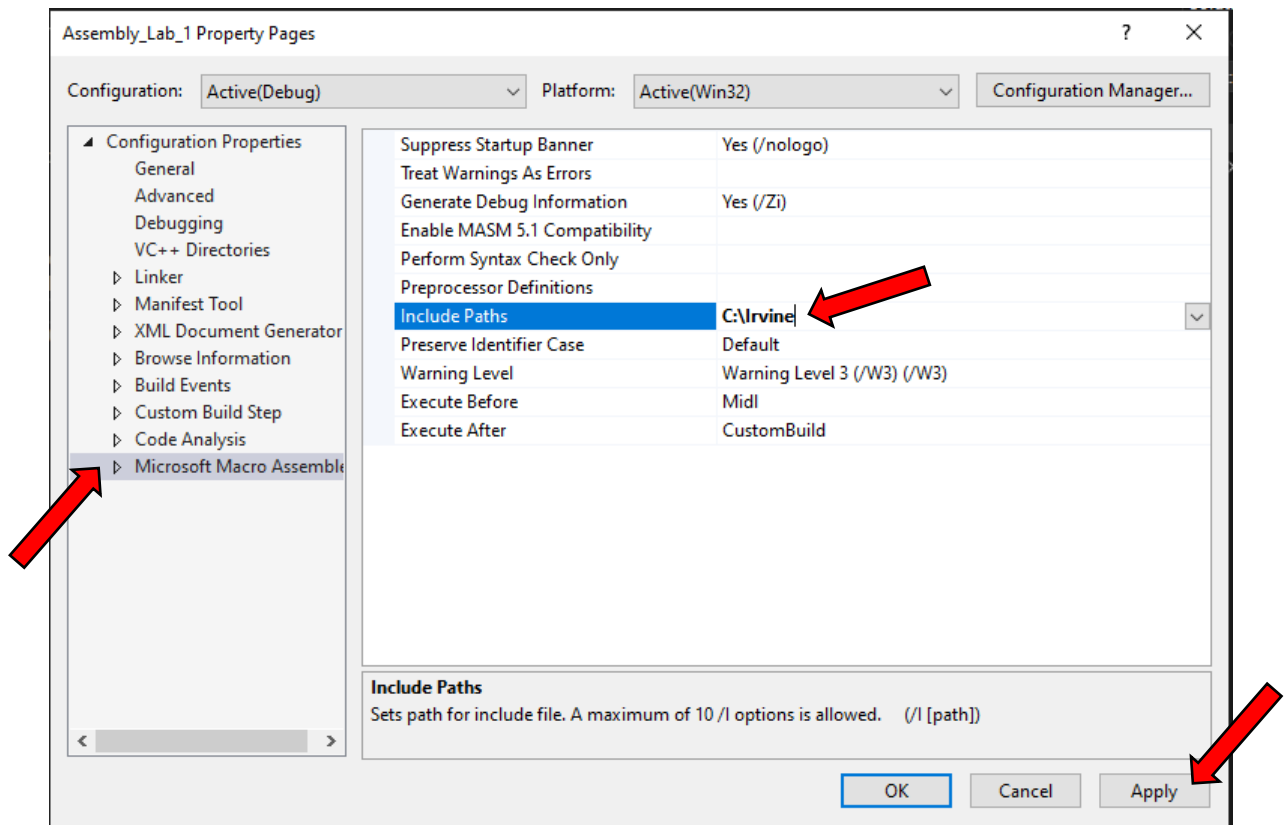 Assembly_Lab_1 Property Pages ? ×
Configuration: Active(Debug) Platform: Active(Win32) Configuration Manager...
Configuration Properties
General
Advanced
Debugging
VC++ Directories
Linker
Manifest Tool
XML Document Generator
Browse Information
Build Events
Custom Build Step
Code Analysis
Microsoft Macro Assemble
Suppress Startup Banner Yes (/nologo)
Treat Warnings As Errors
Generate Debug Information Yes (/Zi)
Enable MASM 5.1 Compatibility
Perform Syntax Check Only
Preprocessor Definitions
Include Paths C:\Irvine
Preserve Identifier Case Default
Warning Level Warning Level 3 (/W3) (/W3)
Execute Before Midl
Execute After CustomBuild
Include Paths
Sets path for include file. A maximum of 10 /I options is allowed. (/I [path])
OK Cancel Apply